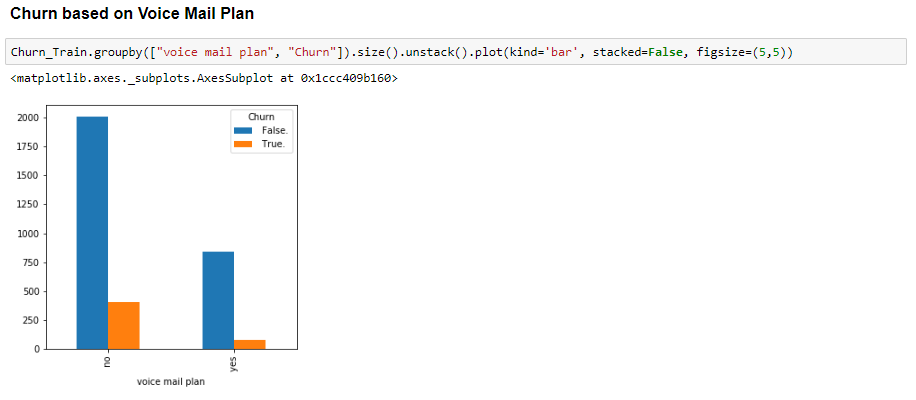 Churn based on Voice Mail Plan
Churn_Train.groupby(["voice mail plan", "Churn"]).size().unstack().plot(kind='bar', stacked=False, figsize=(5,5))
<matplotlib.axes._subplots.AxesSubplot at 0x1ccc409b160>
Churn
False.
True.
2000
1750
1500
1250
1000
750
500
250
0
no
yes
voice mail plan